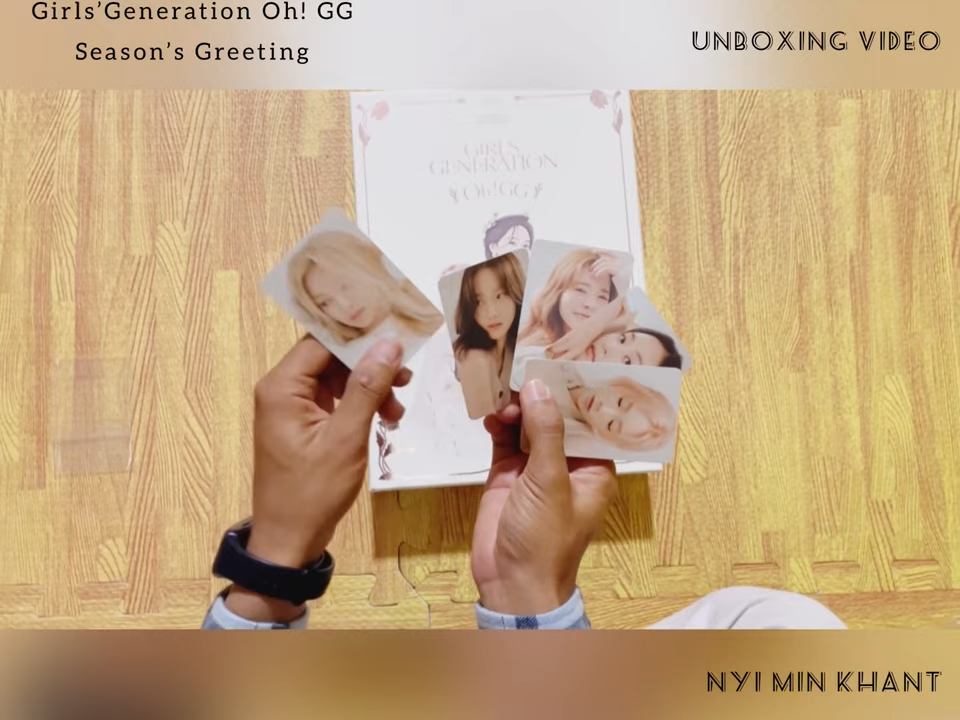 Girls’Generation Oh! GG
Season’s Greeting
UNBOXING VIDEO
GIRLS
GENERATION
Oh!GG
NYI MIN KHANT